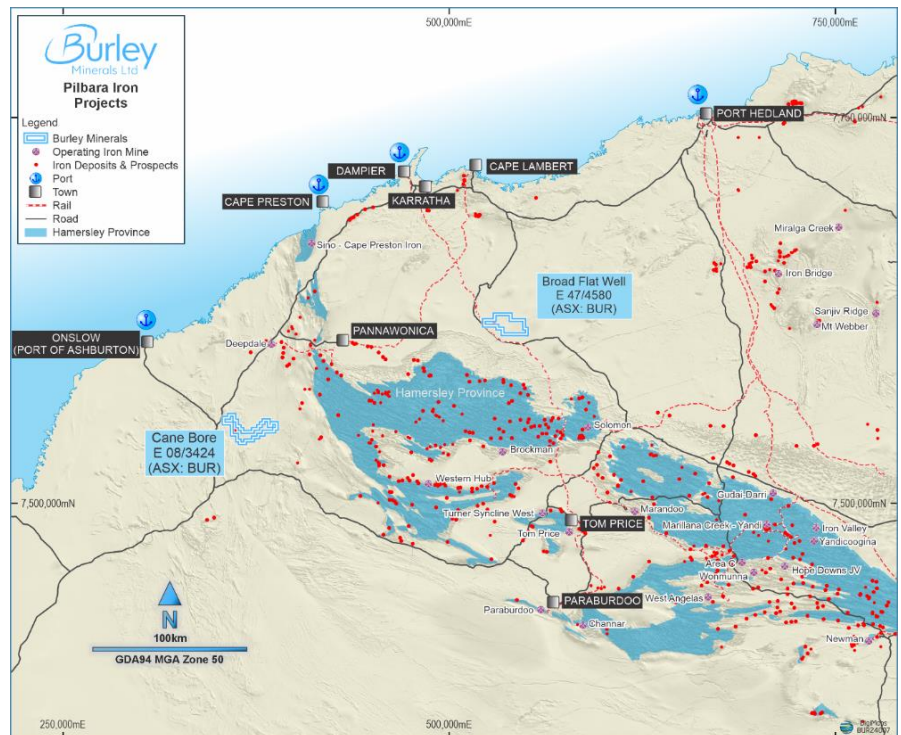 500,000mE
750,000mE
Burley
Minerals Ltd
Pilbara Iron
Projects
Legend
Burley Minerals
Operating Iron Mine
Iron Deposits & Prospects
Port
Town
Rail
Road
Hamersley Province
PORT HEDLAND
7,750,000mN
DAMPIER
CAPE LAMBERT
KARRATHA
CAPE PRESTON
Miralga Creek
Sino - Cape Preston Iron
Iron Bridge
Broad Flat Well
E 47/4580
(ASX: BUR)
Sanjiv Ridge
Mt Webber
PANNAWONICA
ONSLOW
(PORT OF ASHBURTON)
Deepdale
Hamersley Province
Cane Bore
E 08/3424
(ASX: BUR)
Solomon
Brockman
Western Hub
Gudai-Darri
7,500,000mN
7,500,000mN
Turner Syncline West
Marandoo
TOM PRICE
Marillana Creek - Yandi
Iron Valley
Tom Price
Yandicoogina
Area C
Hope Downs JV
Wonmunna
West Angelas
PARABURDOO
Paraburdoo
Channar
Newman
N
100km
GDA94 MGA Zone 50
250,000mE
500,000mE
750,000mE
BigMaps